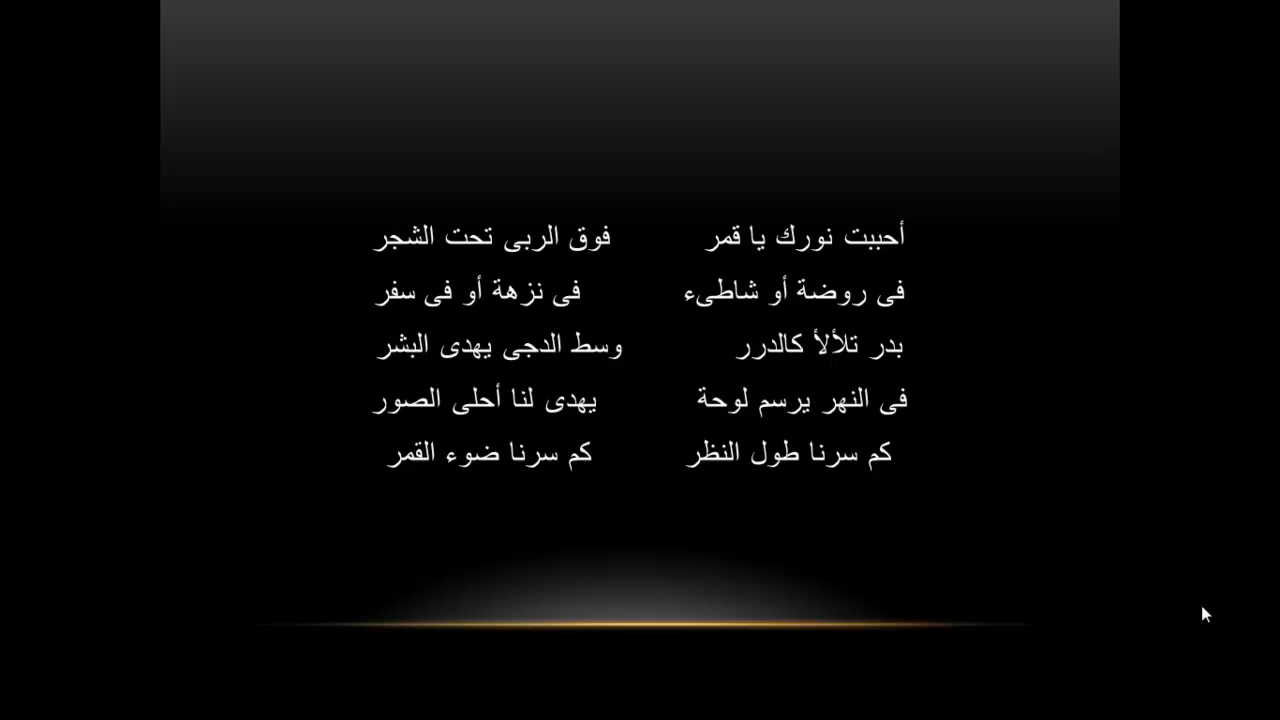 أحببت نورك يا قمر فوق الربى تحت الشجر
فى روضة أو شاطىء فى نزهة أو فى سفر
بدر تلألأ كالدرر وسط الدجى يهدى البشر
فى النهر يرسم لوحة يهدى لنا أحلى الصور
كم سرنا طول النظر كم سرنا ضوء القمر